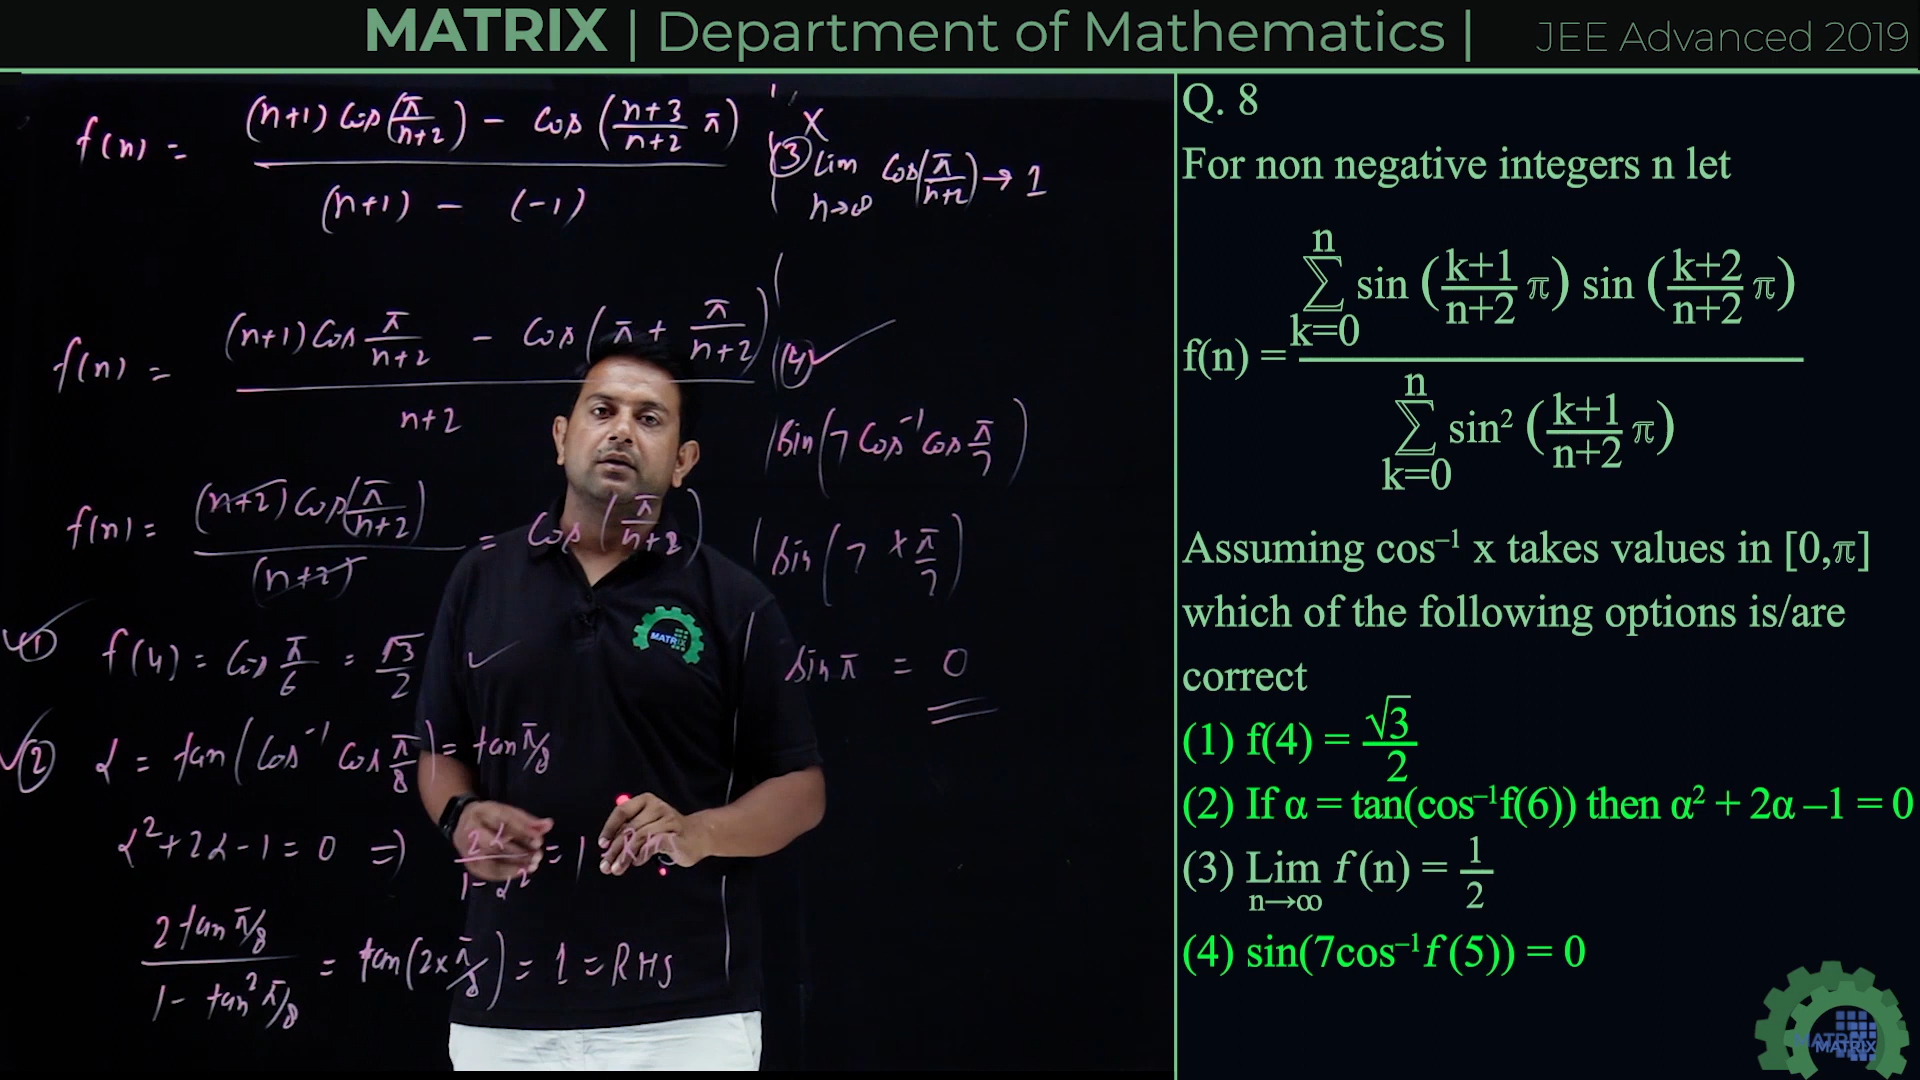 MATRIX | Department of Mathematics | JEE Advanced 2019
f(n) = ((n+1) Cos(π/n+2) - Cos(n+3/n+2 π)) / ((n+1) - (-1))
f(n) = ((n+1) Cos π/n+2 - Cos(π + π/n+2)) / n+2
f(n) = (n+2) Cos(π/n+2) / (n+2) = Cos(π/n+2)
① f(4) = Cos π/6 = √3/2 ✓
② α = tan(Cos⁻¹ Cos π/8) = tan π/8
α² + 2α - 1 = 0 ⇒ 2α/1-α² = 1 = RHS
2 tan π/8 / 1 - tan² π/8 = tan(2×π/8) = 1 = RHS
X
③ lim n→∞ Cos(π/n+2) → 1
④ ✓
Sin(7 Cos⁻¹ Cos π/7)
Sin(7 × π/7)
Sin π = 0
Q. 8
For non negative integers n let
f(n) = n∑k=0 sin (k+1/n+2 π) sin (k+2/n+2 π) / n∑k=0 sin² (k+1/n+2 π)
Assuming cos⁻¹ x takes values in [0,π]
which of the following options is/are
correct
(1) f(4) = √3/2
(2) If α = tan(cos⁻¹f(6)) then α² + 2α –1 = 0
(3) Lim n→∞ f (n) = 1/2
(4) sin(7cos⁻¹f (5)) = 0
MATRIX
MATRIX